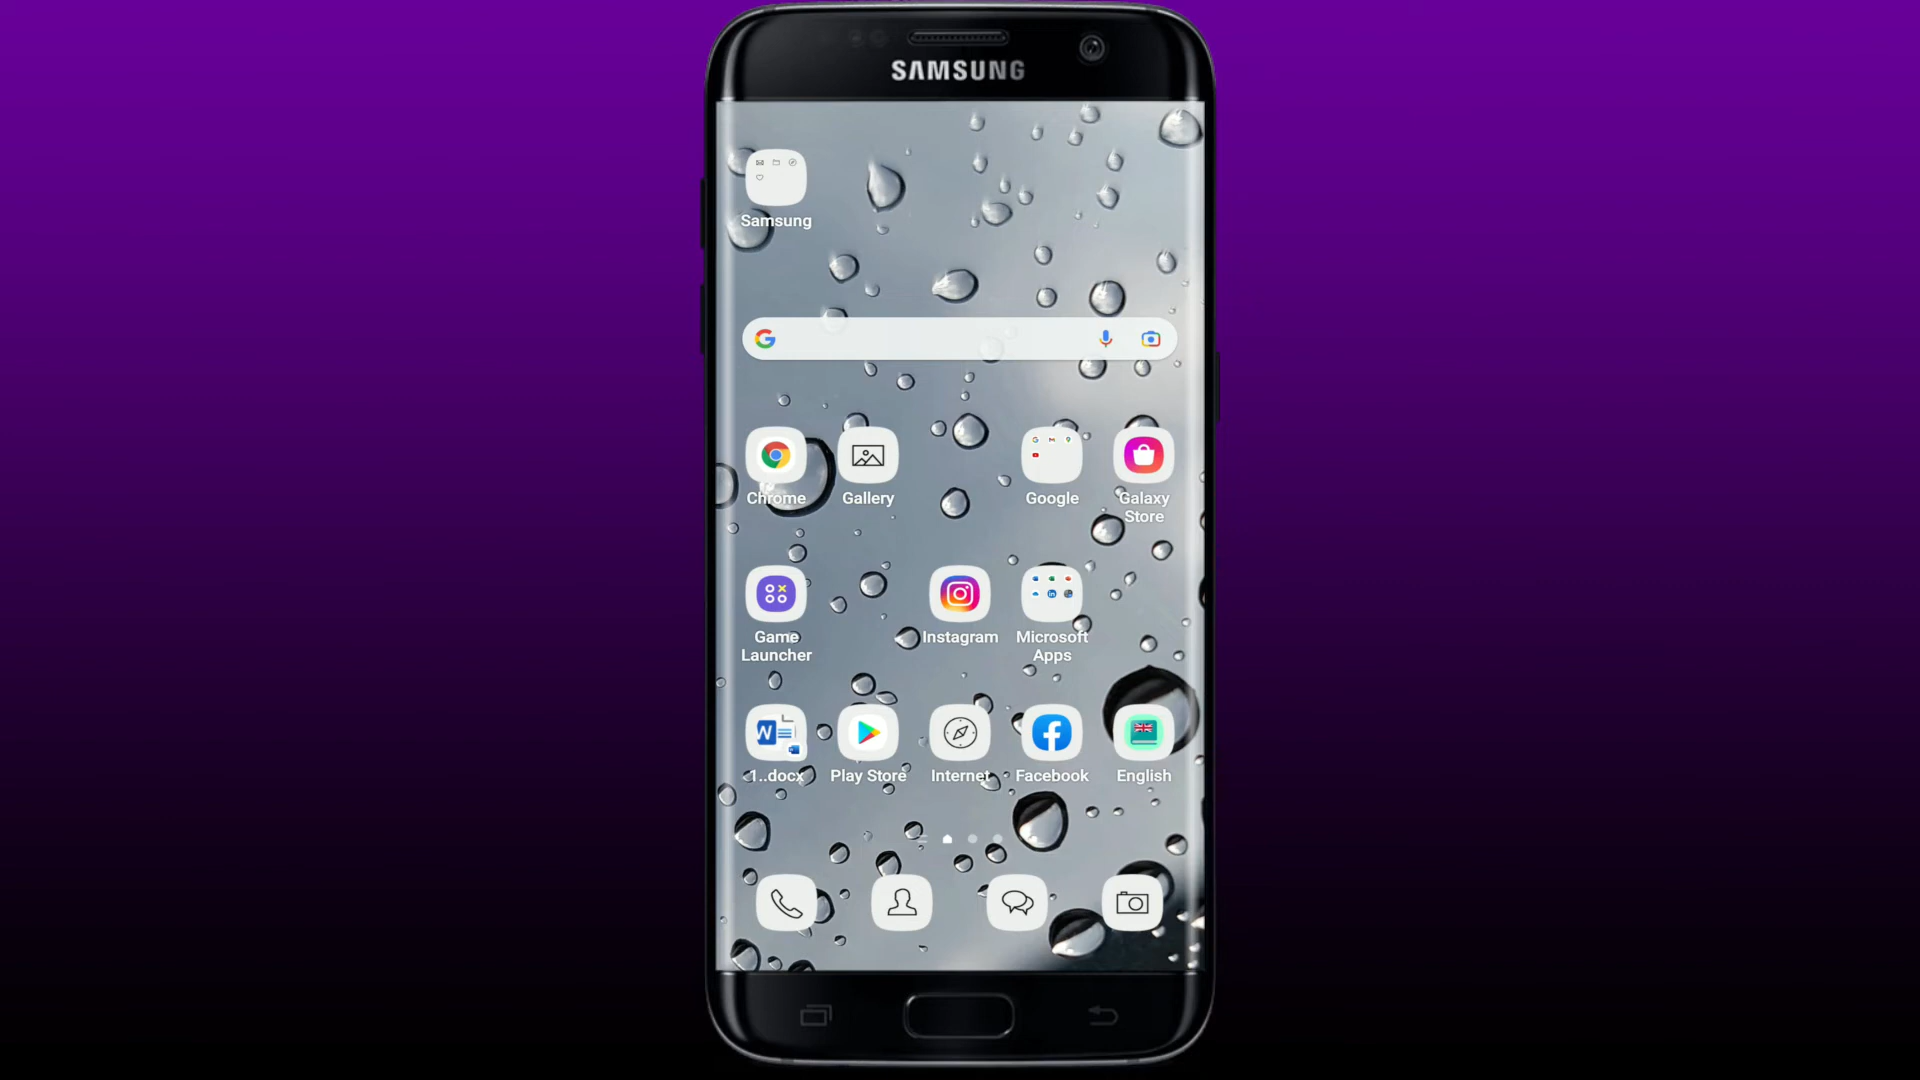 SAMSUNG
Samsung
Chrome
Gallery
Google
Galaxy
Store
Game
Launcher
Instagram
Microsoft
Apps
1..docx
Play Store
Internet
Facebook
English